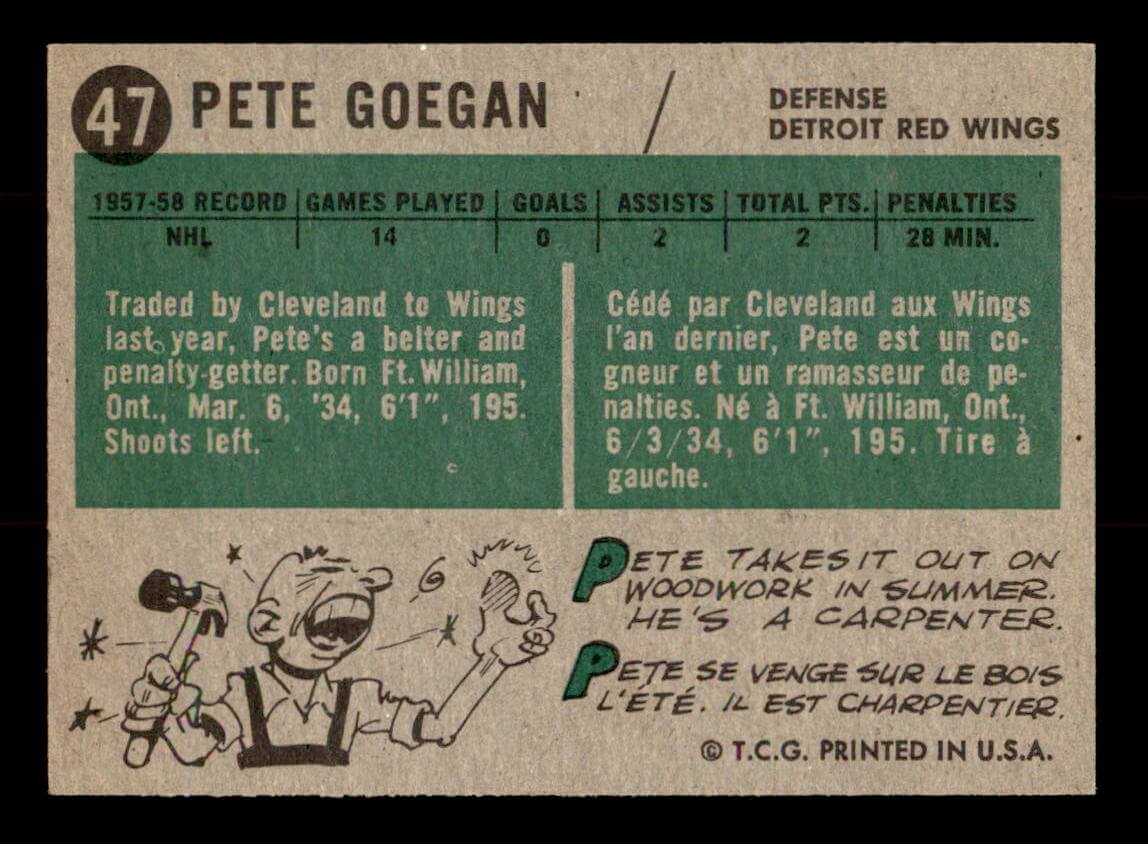 47 PETE GOEGAN / DEFENSE
DETROIT RED WINGS
1957-58 RECORD GAMES PLAYED GOALS ASSISTS TOTAL PTS. PENALTIES
NHL 14 0 2 2 28 MIN.
Traded by Cleveland to Wings
last year, Pete's a belter and
penalty-getter. Born Ft. William,
Ont., Mar. 6, '34, 6'1", 195.
Shoots left.
Cédé par Cleveland aux Wings
l'an dernier, Pete est un co-
gneur et un ramasseur de pe-
nalties. Né à Ft. William, Ont.,
6/3/34, 6'1", 195. Tire à
gauche.
PETE TAKES IT OUT ON
WOODWORK IN SUMMER.
HE'S A CARPENTER.
PETE SE VENGE SUR LE BOIS
L'ÉTÉ. IL EST CHARPENTIER.
© T.C.G. PRINTED IN U.S.A.